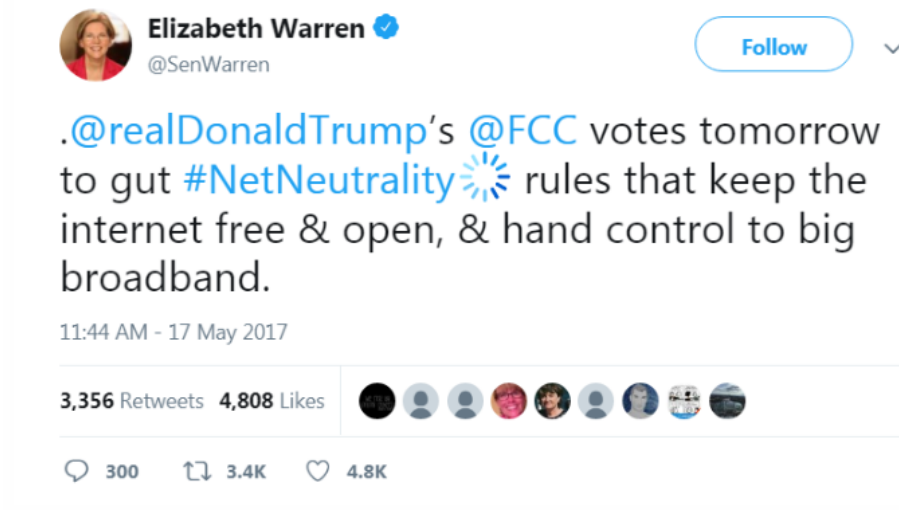 Elizabeth Warren
@SenWarren
Follow
.@realDonaldTrump's @FCC votes tomorrow
to gut #NetNeutrality rules that keep the
internet free & open, & hand control to big
broadband.
11:44 AM - 17 May 2017
3,356 Retweets 4,808 Likes
300 3.4K 4.8K